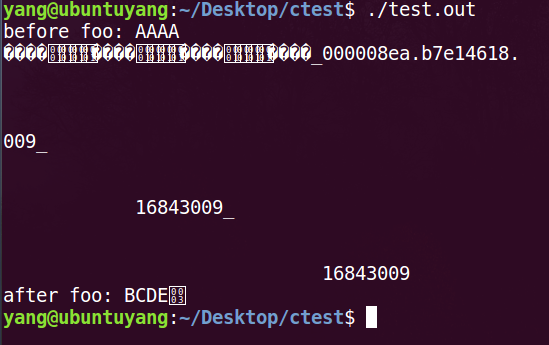 yang@ubuntuyang:~/Desktop/ctest$ ./test.out
before foo: AAAA
����������������_000008ea.b7e14618.
009_
16843009_
16843009
after foo: BCDE
yang@ubuntuyang:~/Desktop/ctest$